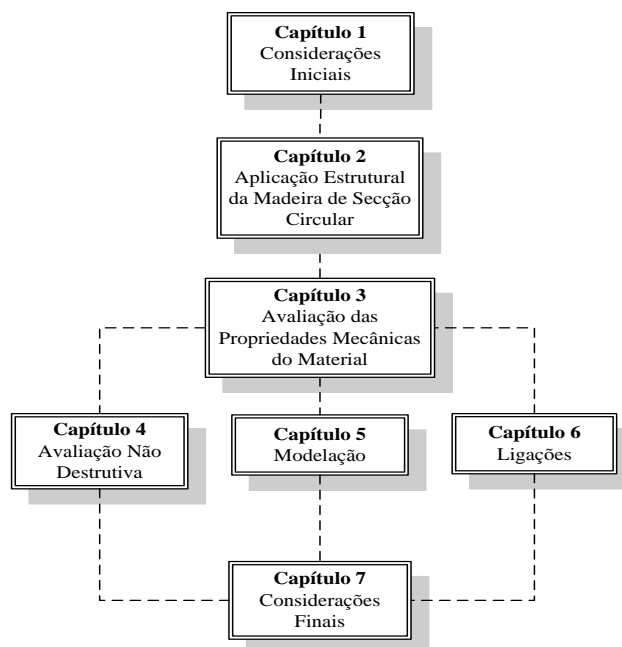 Capítulo 1
Considerações
Iniciais
Capítulo 2
Aplicação Estrutural
da Madeira de Secção
Circular
Capítulo 3
Avaliação das
Propriedades Mecânicas
do Material
Capítulo 4
Avaliação Não
Destrutiva
Capítulo 5
Modelação
Capítulo 6
Ligações
Capítulo 7
Considerações
Finais